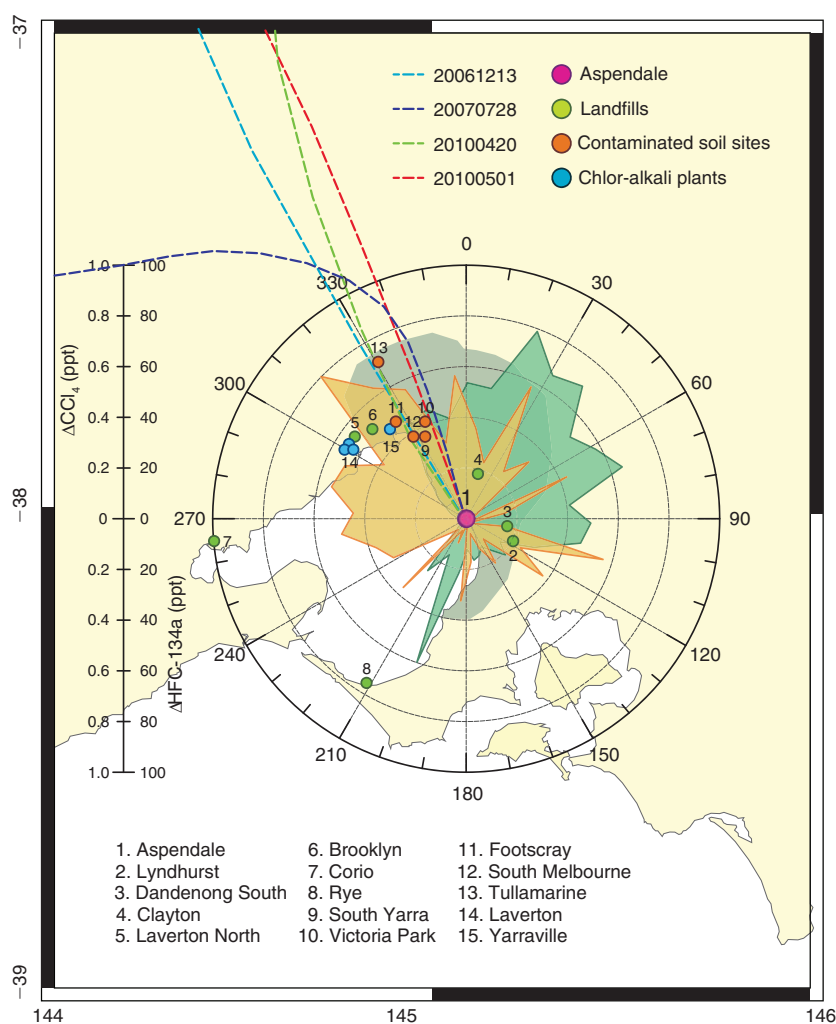 −37
20061213 Aspendale
20070728 Landfills
20100420 Contaminated soil sites
20100501 Chlor-alkali plants
0
1.0 100
330
30
0.8 80
13
ΔCCl4 (ppt)
0.6 60
300
60
0.4 40
5 6 11 10
15 12 9
14
4
0.2 20
−38
0 0
270
1
3
90
7
2
0.2 20
ΔHFC-134a (ppt)
0.4 40
240
120
0.6 60
8
0.8 80
210
150
1.0 100
180
1. Aspendale 6. Brooklyn 11. Footscray
2. Lyndhurst 7. Corio 12. South Melbourne
3. Dandenong South 8. Rye 13. Tullamarine
4. Clayton 9. South Yarra 14. Laverton
5. Laverton North 10. Victoria Park 15. Yarraville
−39
144 145 146